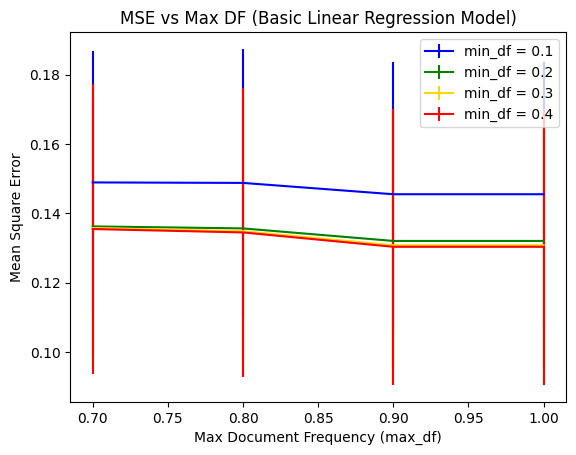 MSE vs Max DF (Basic Linear Regression Model)
min_df = 0.1
min_df = 0.2
min_df = 0.3
min_df = 0.4
Mean Square Error
0.18
0.16
0.14
0.12
0.10
0.70
0.75
0.80
0.85
0.90
0.95
1.00
Max Document Frequency (max_df)